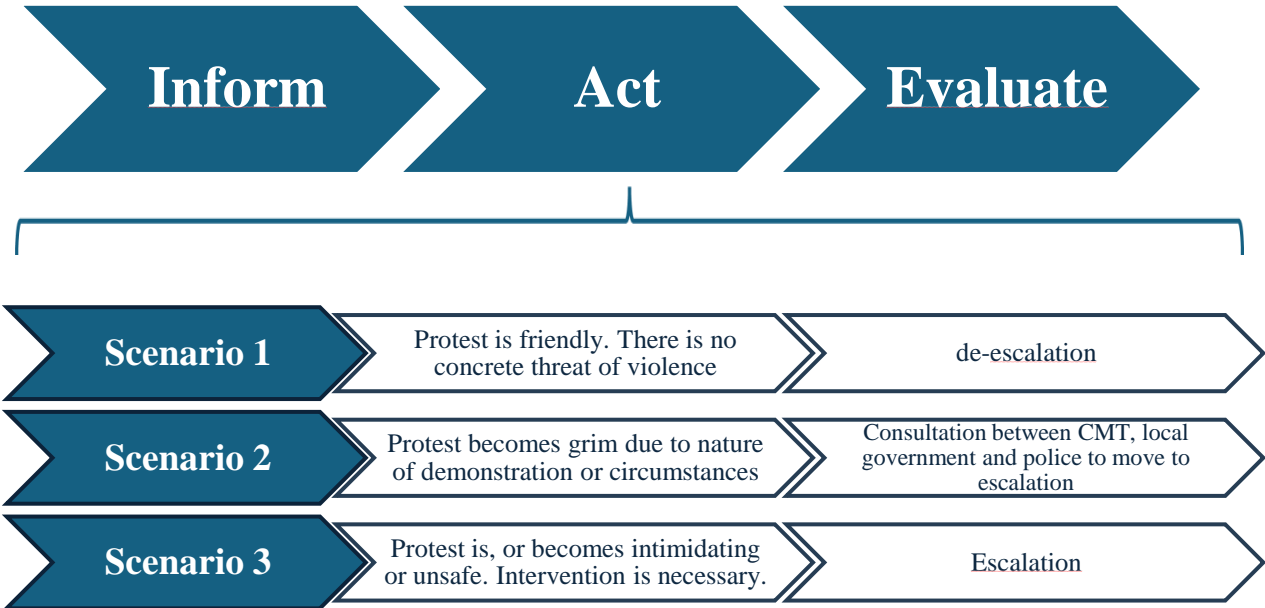 Inform
Act
Evaluate
Scenario 1
Protest is friendly. There is no
concrete threat of violence
de-escalation
Scenario 2
Protest becomes grim due to nature
of demonstration or circumstances
Consultation between CMT, local
government and police to move to
escalation
Scenario 3
Protest is, or becomes intimidating
or unsafe. Intervention is necessary.
Escalation